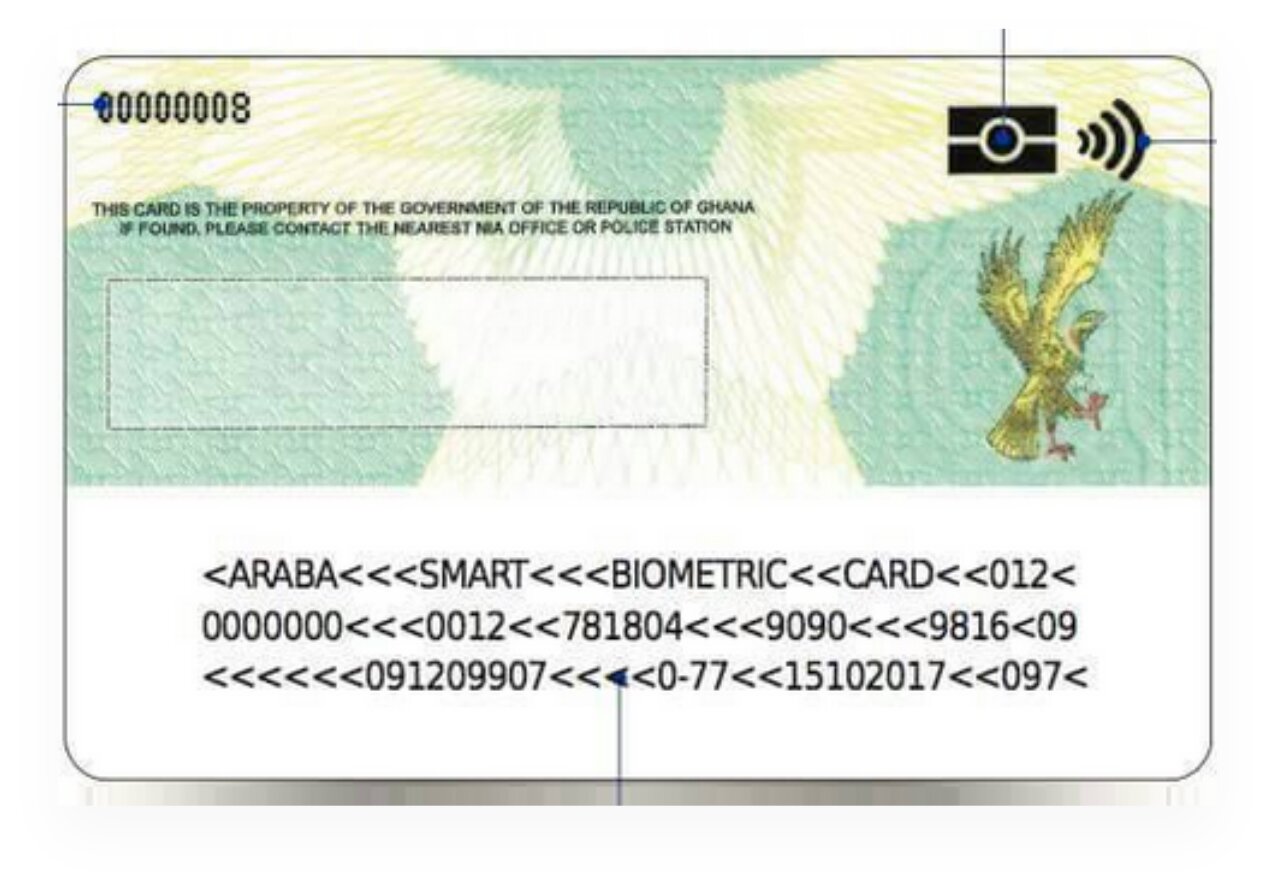 00000008
THIS CARD IS THE PROPERTY OF THE GOVERNMENT OF THE REPUBLIC OF GHANA
IF FOUND, PLEASE CONTACT THE NEAREST NIA OFFICE OR POLICE STATION
<ARABA<<<SMART<<<BIOMETRIC<<CARD<<012<
0000000<<<0012<<781804<<<9090<<<9816<09
<<<<<<091209907<<<<<0-77<<15102017<<097<